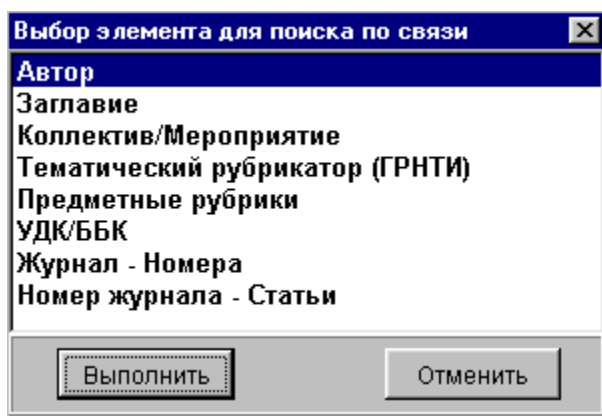 Выбор элемента для поиска по связи
Автор
Заглавие
Коллектив/Мероприятие
Тематический рубрикатор (ГРНТИ)
Предметные рубрики
УДК/ББК
Журнал - Номера
Номер журнала - Статьи
Выполнить
Отменить